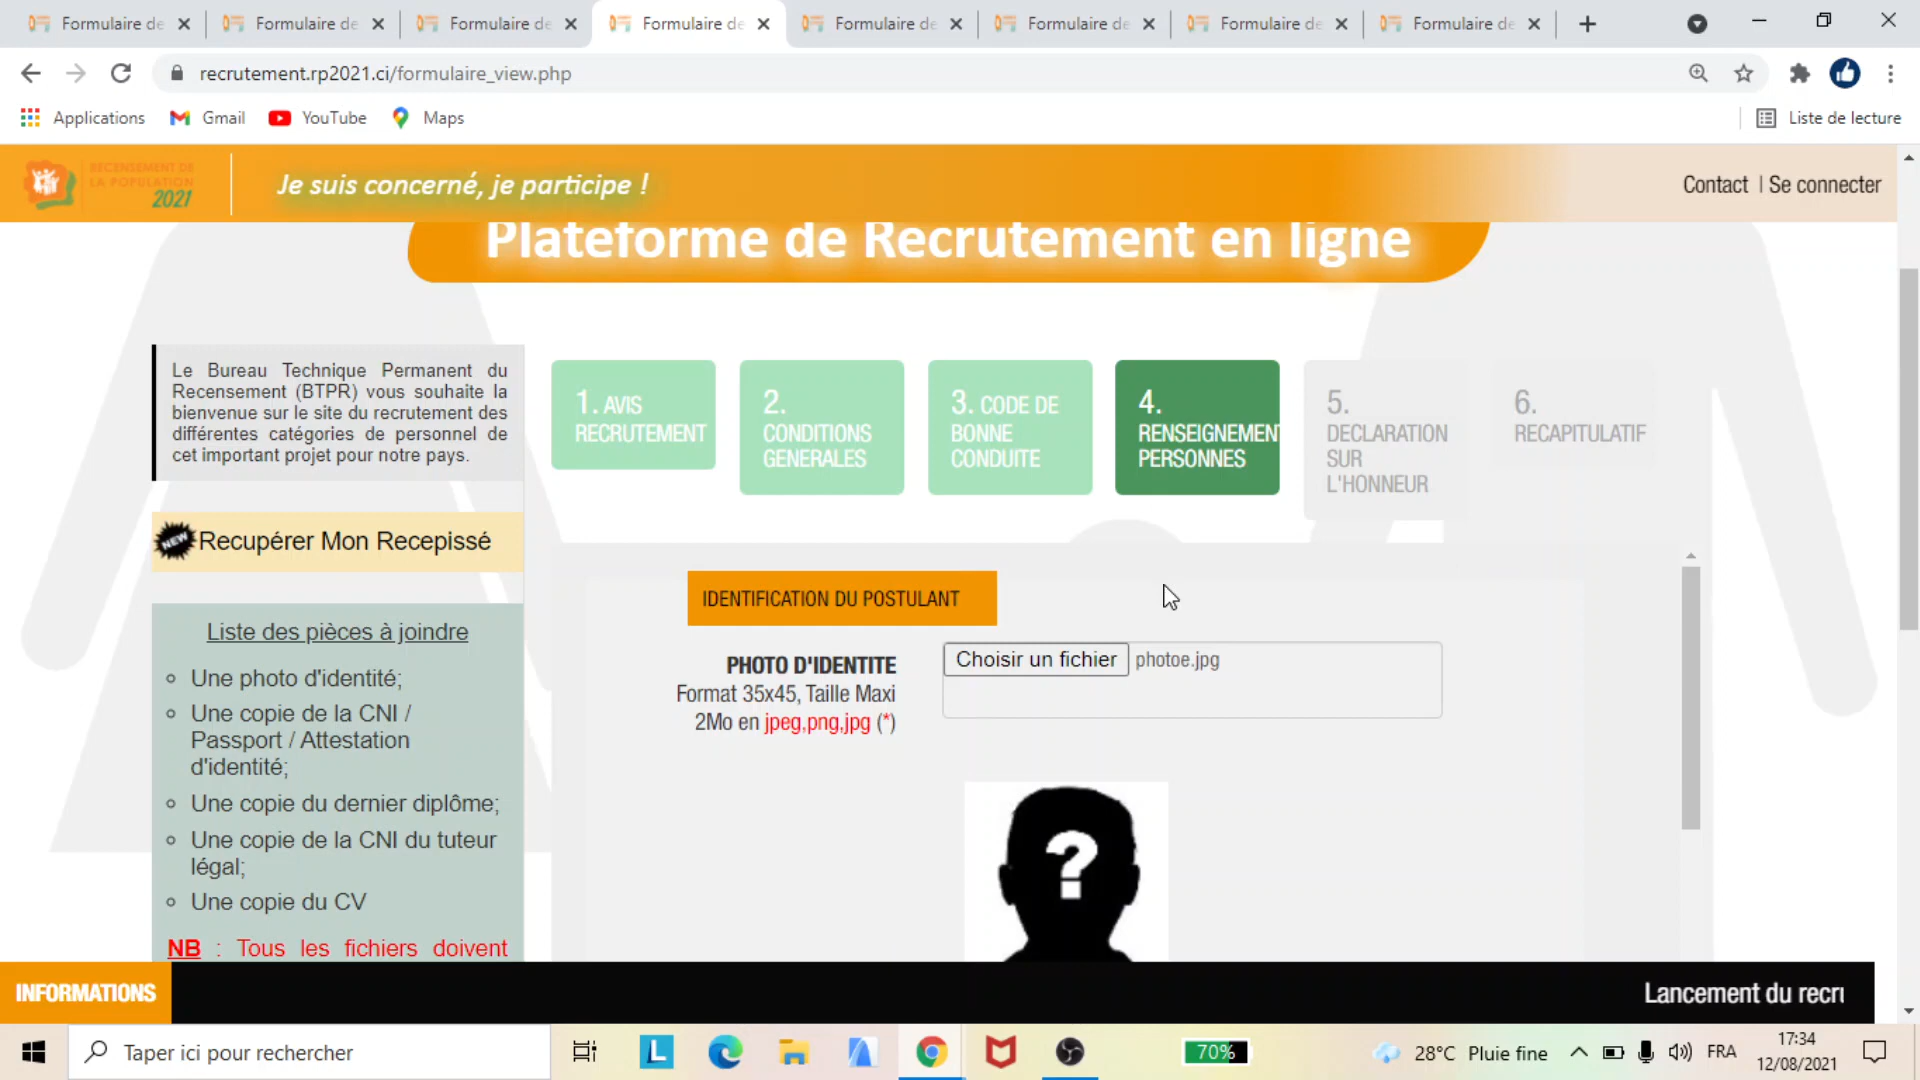 Formulaire de
Formulaire de
Formulaire de
Formulaire de
Formulaire de
Formulaire de
Formulaire de
Formulaire de
recrutement.rp2021.ci/formulaire_view.php
Applications
Gmail
YouTube
Maps
Liste de lecture
RECENSEMENT DE
LA POPULATION
2021
Je suis concerné, je participe !
Contact | Se connecter
Plateforme de Recrutement en ligne
Le Bureau Technique Permanent du
Recensement (BTPR) vous souhaite la
bienvenue sur le site du recrutement des
différentes catégories de personnel de
cet important projet pour notre pays.
1. AVIS
RECRUTEMENT
2.
CONDITIONS
GENERALES
3. CODE DE
BONNE
CONDUITE
4.
RENSEIGNEMENT
PERSONNES
5.
DECLARATION
SUR
L'HONNEUR
6.
RECAPITULATIF
NEW
Recupérer Mon Recepissé
Liste des pièces à joindre
Une photo d'identité;
Une copie de la CNI /
Passport / Attestation
d'identité;
Une copie du dernier diplôme;
Une copie de la CNI du tuteur
légal;
Une copie du CV
NB : Tous les fichiers doivent
IDENTIFICATION DU POSTULANT
PHOTO D'IDENTITE
Format 35x45, Taille Maxi
2Mo en jpeg,png,jpg (*)
Choisir un fichier photoe.jpg
?
INFORMATIONS
Lancement du recru
Taper ici pour rechercher
L
70%
28°C Pluie fine
FRA
17:34
12/08/2021